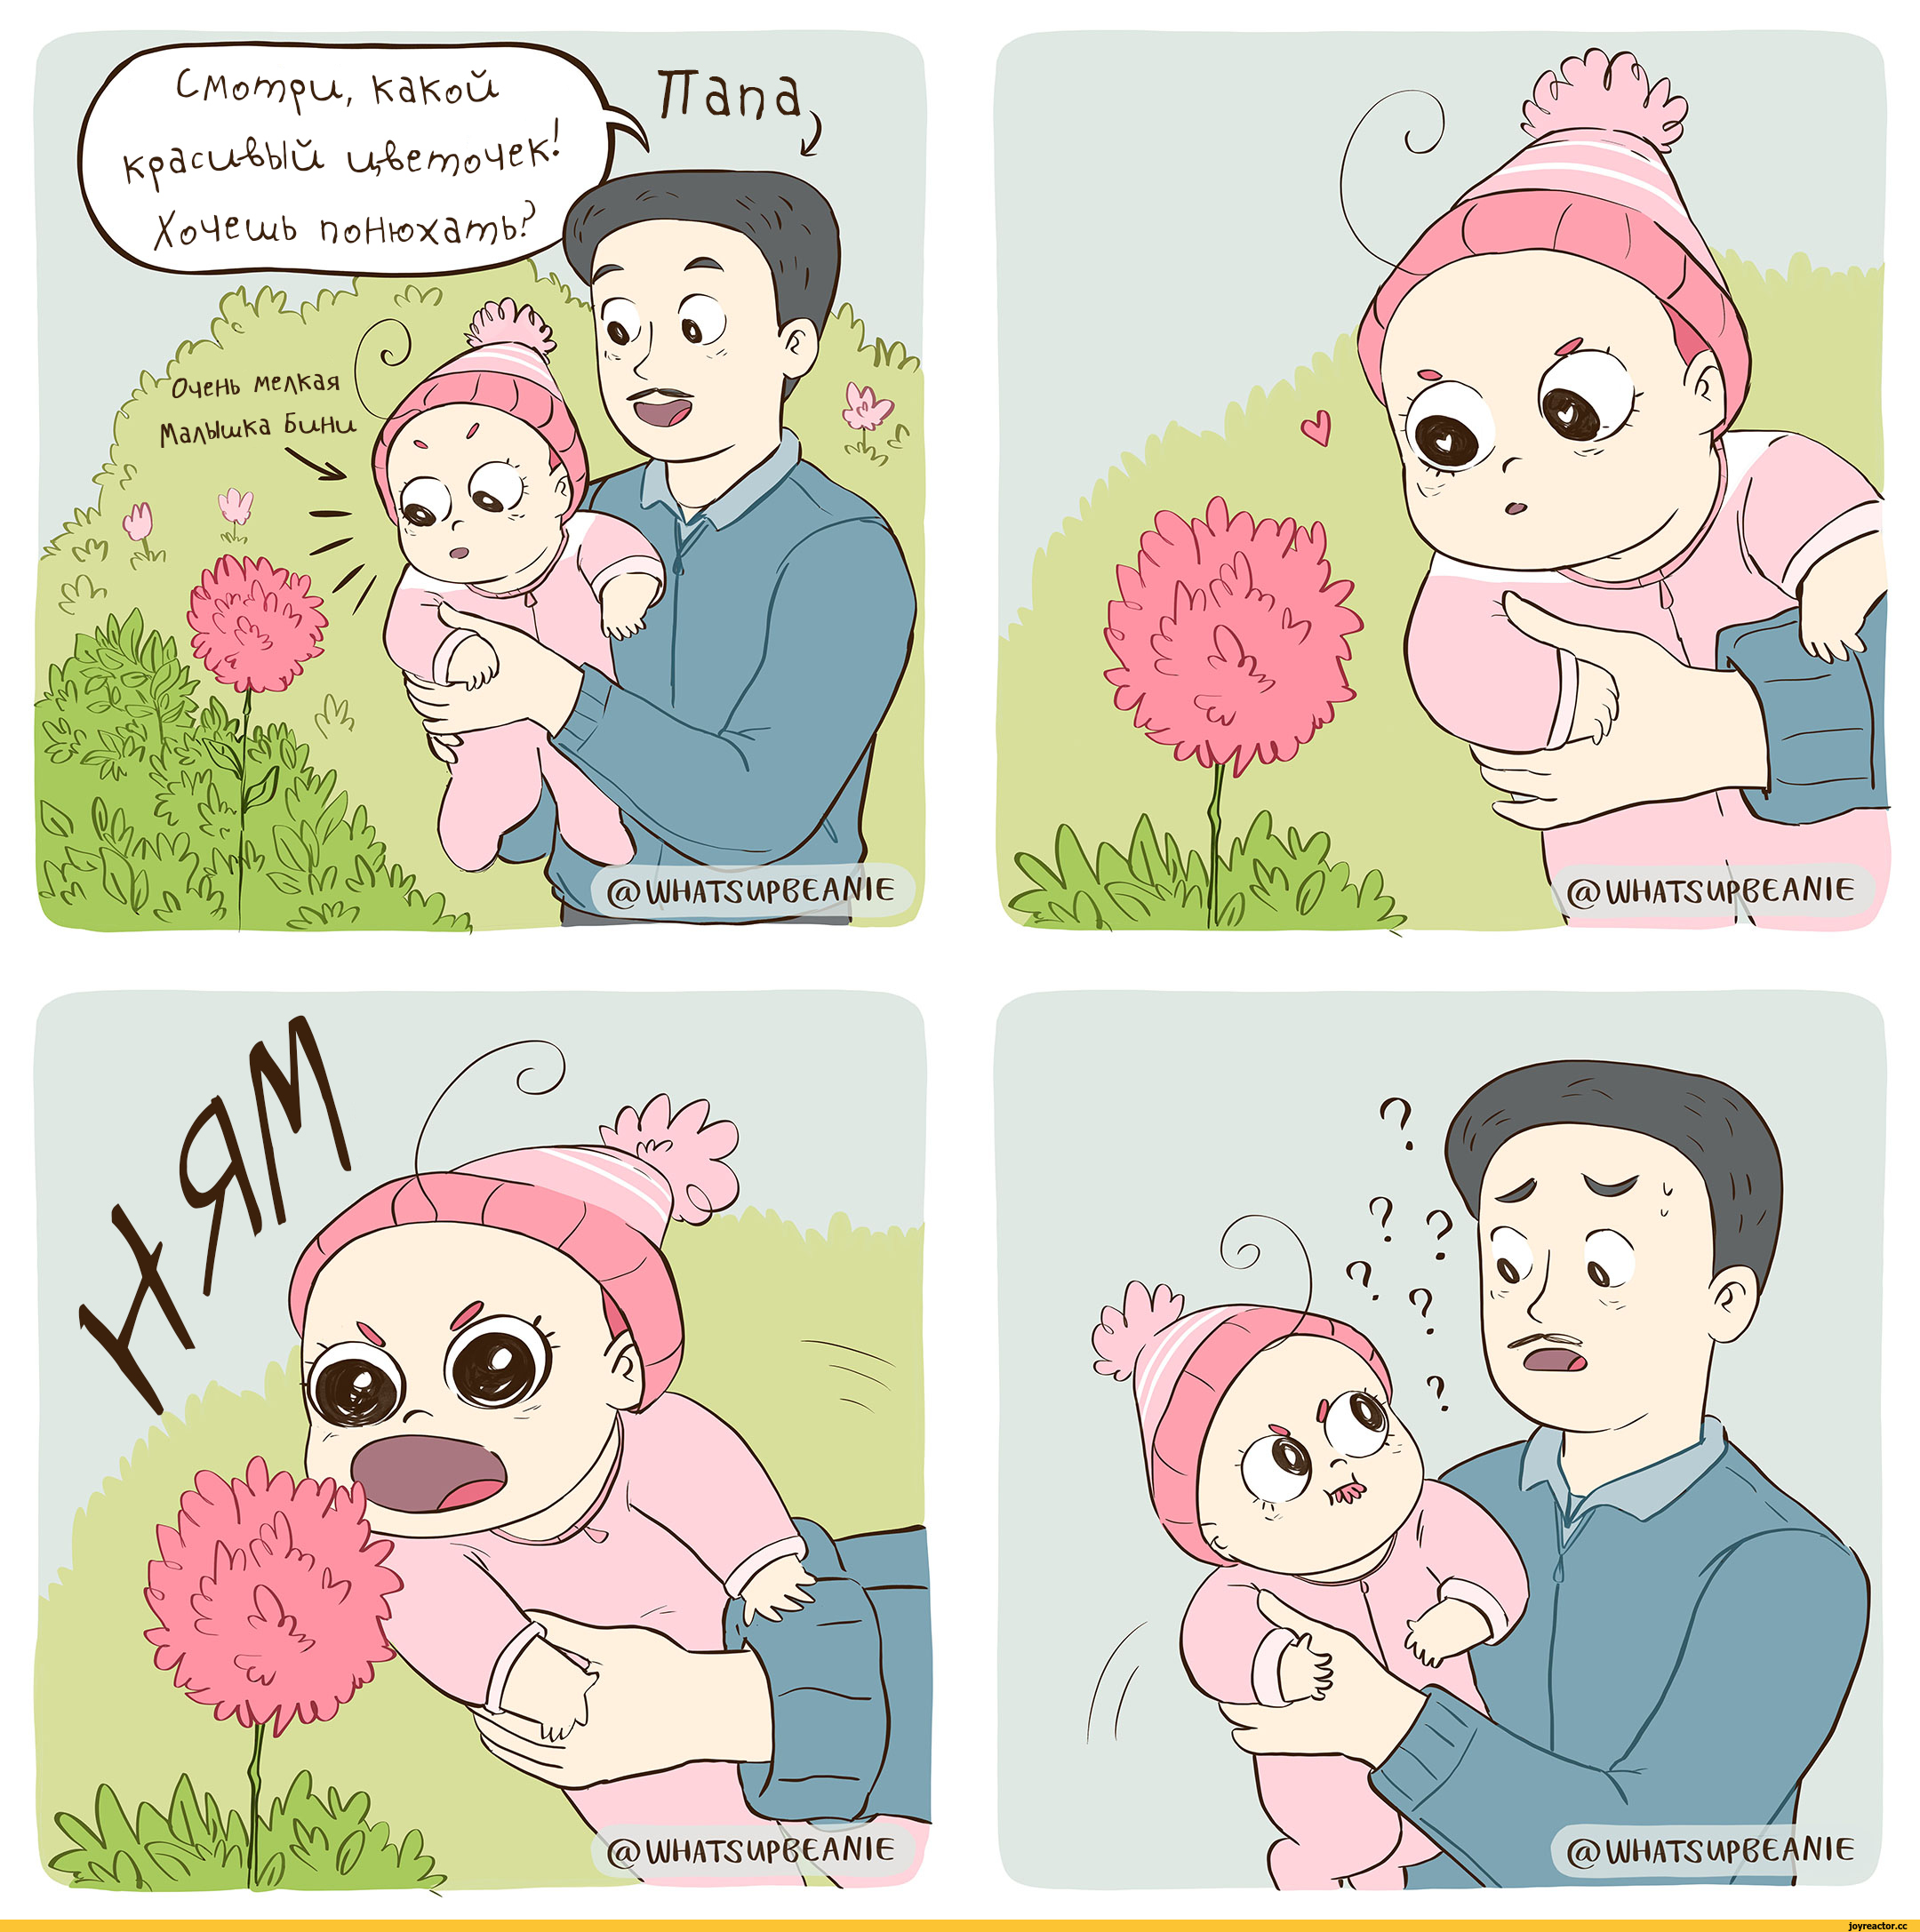 Смотри, какой
красивый цветочек!
Хочешь понюхать?
Папа
Очень мелкая
малышка Бини
@WHATSUPBEANIE
@WHATSUPBEANIE
НЯМ
@WHATSUPBEANIE
? ? ? ? ? ?
@WHATSUPBEANIE
joyreactor.cc